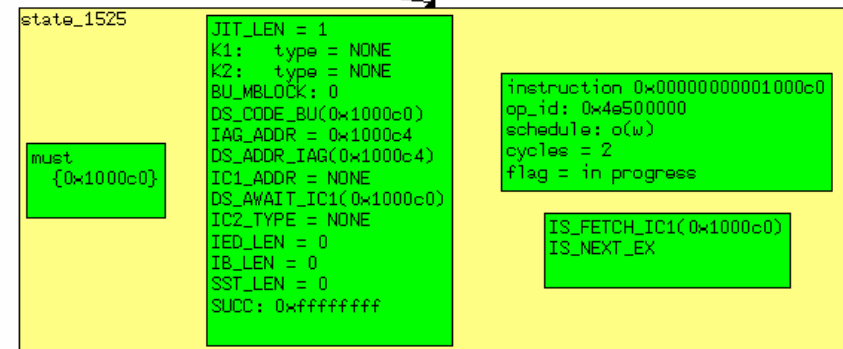 state_1525
must
{0x1000c0}
JIT_LEN = 1
K1: type = NONE
K2: type = NONE
BU_MBLOCK: 0
DS_CODE_BU(0x1000c0)
IAG_ADDR = 0x1000c4
DS_ADDR_IAG(0x1000c4)
IC1_ADDR = NONE
DS_AWAIT_IC1(0x1000c0)
IC2_TYPE = NONE
IED_LEN = 0
IB_LEN = 0
SST_LEN = 0
SUCC: 0xffffffff
instruction 0x00000000001000c0
op_id: 0x4e500000
schedule: o(w)
cycles = 2
flag = in progress
IS_FETCH_IC1(0x1000c0)
IS_NEXT_EX